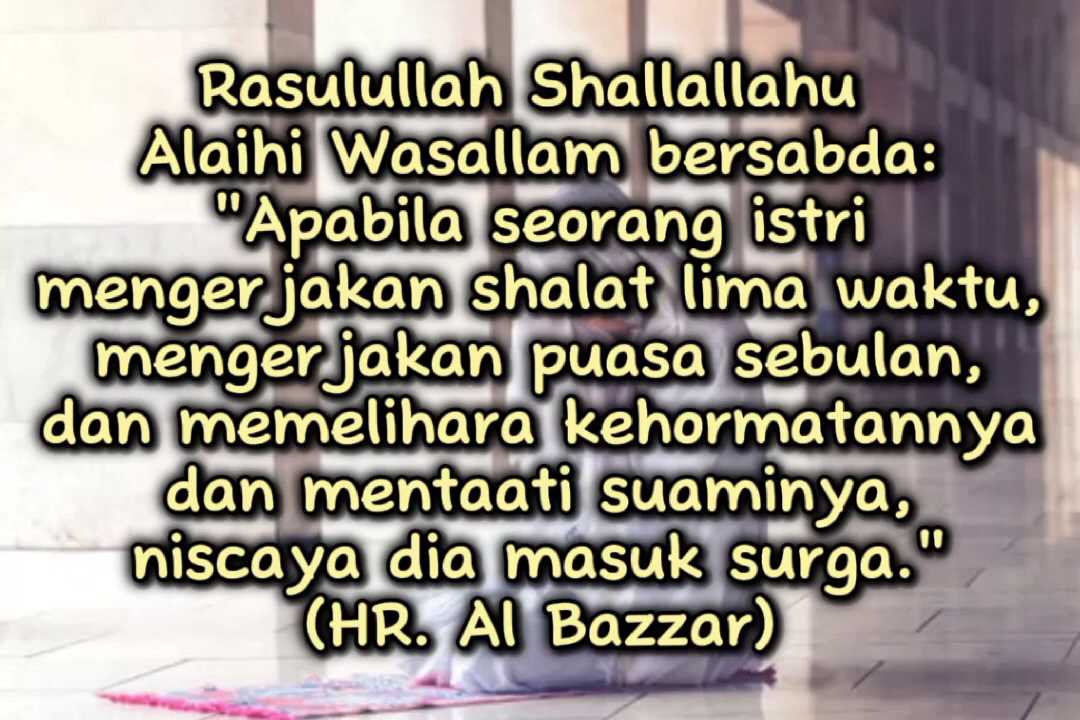 Rasulullah Shallallahu
Alaihi Wasallam bersabda:
"Apabila seorang istri
mengerjakan shalat lima waktu,
mengerjakan puasa sebulan,
dan memelihara kehormatannya
dan mentaati suaminya,
niscaya dia masuk surga."
(HR. Al Bazzar)